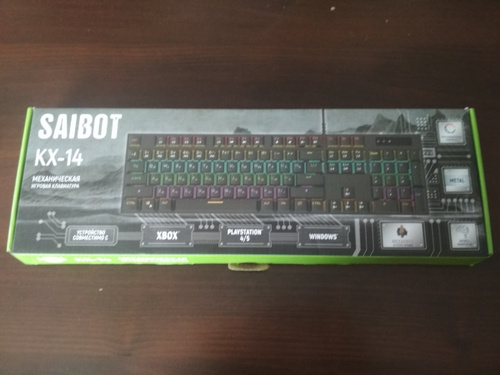 SAIBOT
KX-14
МЕХАНИЧЕСКАЯ
ИГРОВАЯ КЛАВИАТУРА
METAL
УСТРОЙСТВО
СОВМЕСТИМО С
XBOX
PLAYSTATION
4/5
WINDOWS